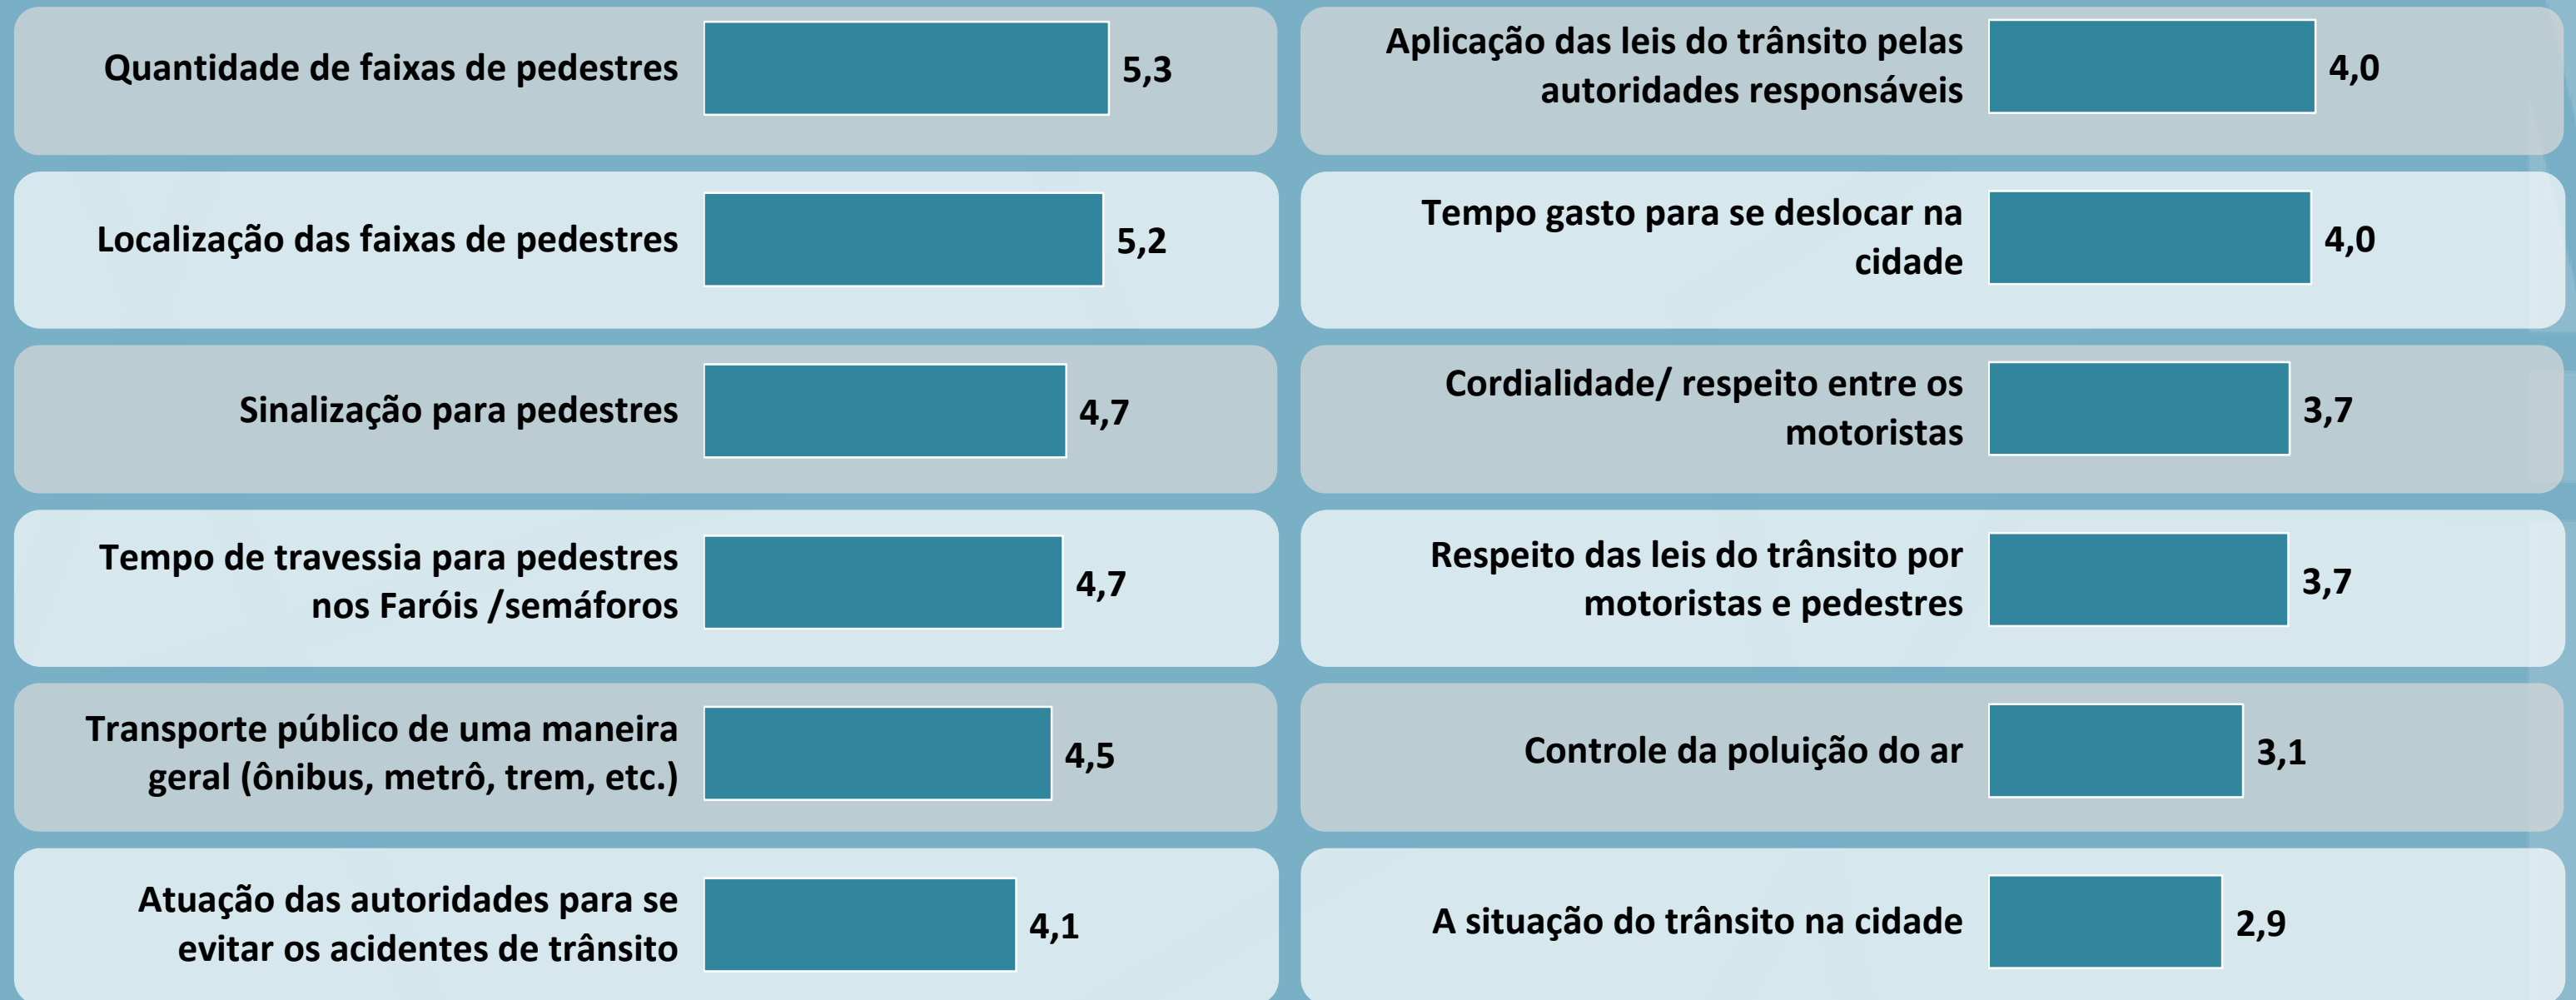 Quantidade de faixas de pedestres
5,3
Localização das faixas de pedestres
5,2
Sinalização para pedestres
4,7
Tempo de travessia para pedestres
nos Faróis /semáforos
4,7
Transporte público de uma maneira
geral (ônibus, metrô, trem, etc.)
4,5
Atuação das autoridades para se
evitar os acidentes de trânsito
4,1
Aplicação das leis do trânsito pelas
autoridades responsáveis
4,0
Tempo gasto para se deslocar na
cidade
4,0
Cordialidade/ respeito entre os
motoristas
3,7
Respeito das leis do trânsito por
motoristas e pedestres
3,7
Controle da poluição do ar
3,1
A situação do trânsito na cidade
2,9